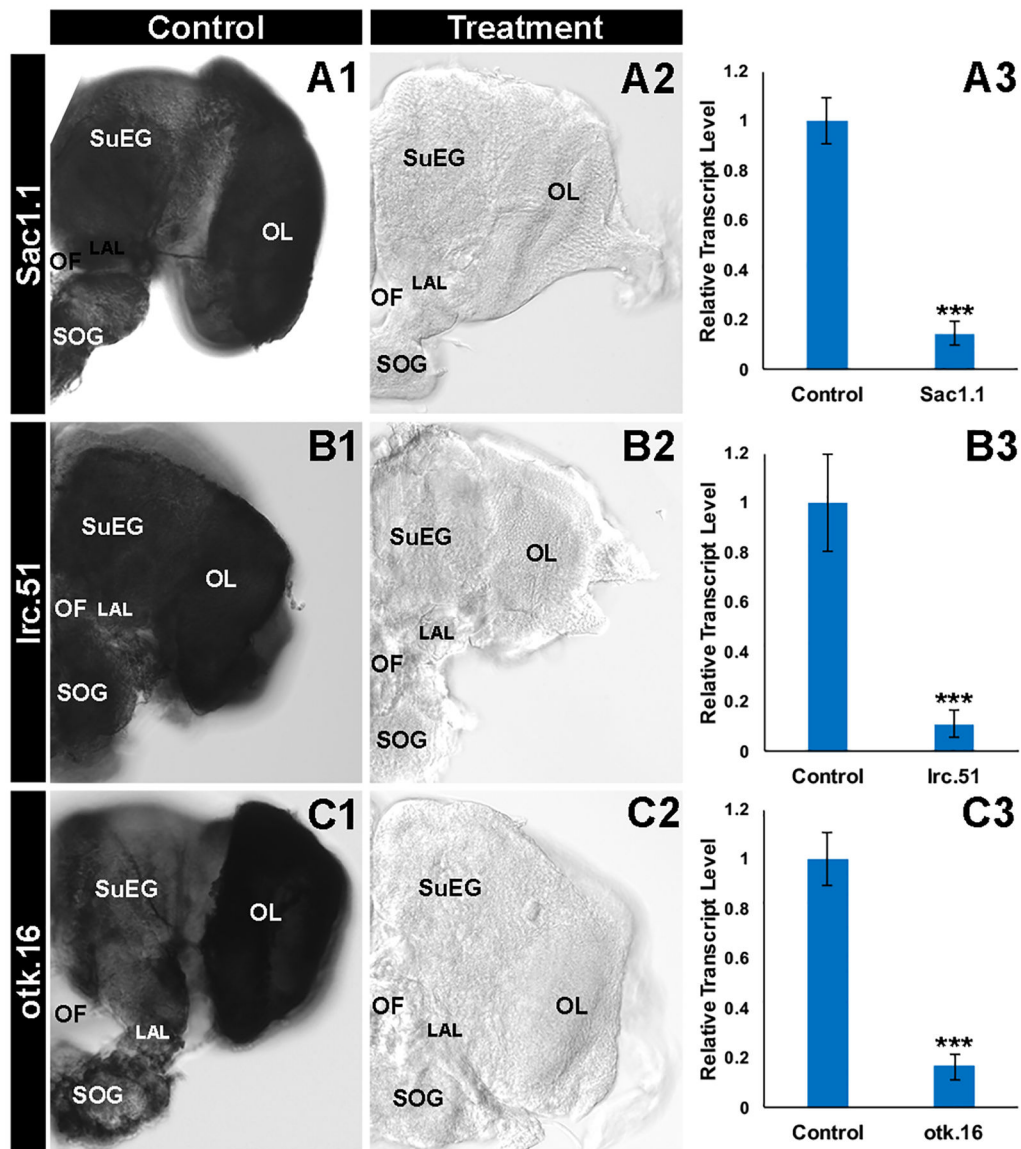 Control
Treatment
Sac1.1
A1
SuEG
OL
LAL
OF
SOG
A2
SuEG
OL
LAL
OF
SOG
A3
Relative Transcript Level
1.2
1
0.8
0.6
0.4
0.2
0
***
Control Sac1.1
Irc.51
B1
SuEG
OL
OF LAL
SOG
B2
SuEG
OL
LAL
OF
SOG
B3
Relative Transcript Level
1.2
1
0.8
0.6
0.4
0.2
0
***
Control Irc.51
otk.16
C1
SuEG
OL
OF
LAL
SOG
C2
SuEG
OF
OL
LAL
SOG
C3
Relative Transcript Level
1.2
1
0.8
0.6
0.4
0.2
0
***
Control otk.16